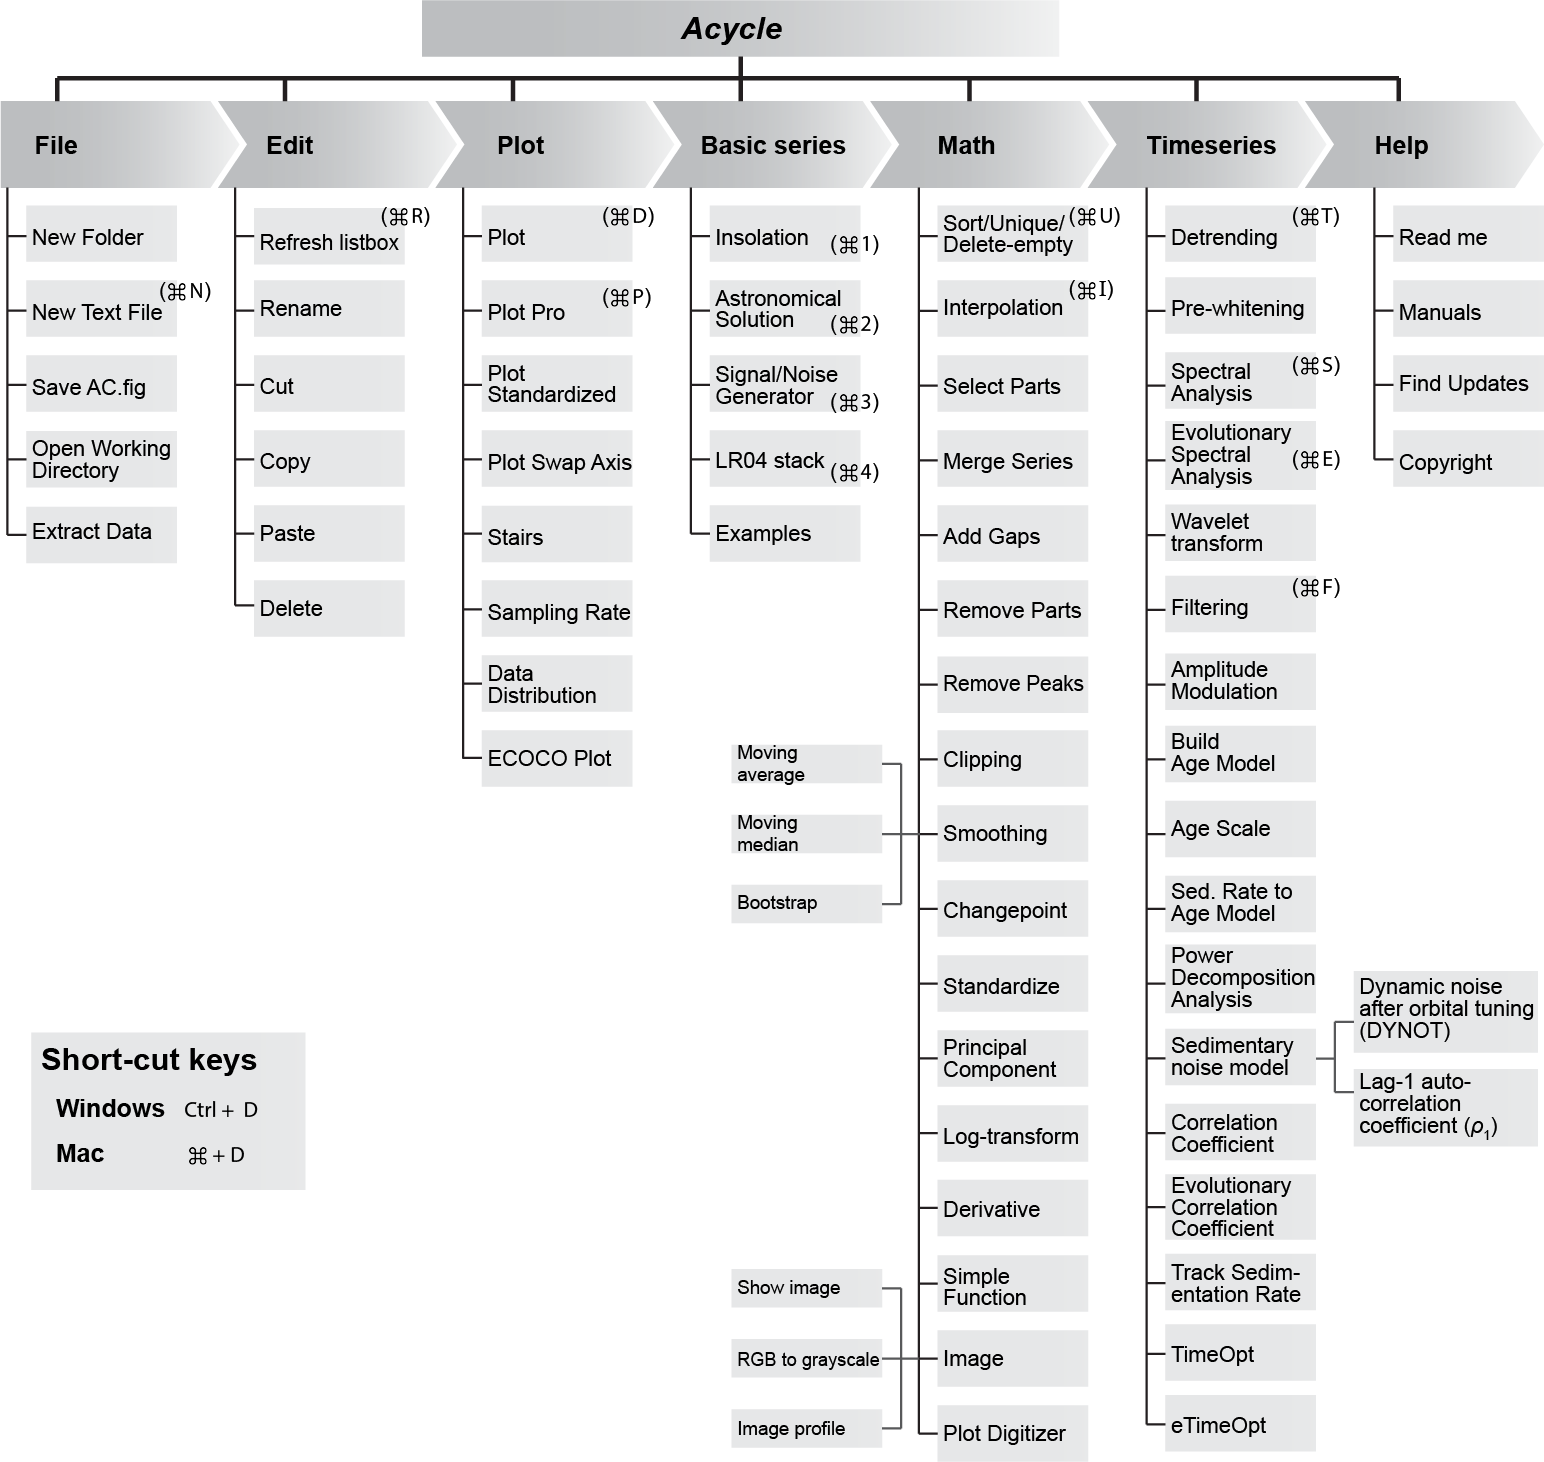 Acycle
File
Edit
Plot
Basic series
Math
Timeseries
Help
New Folder
New Text File
(⌘N)
Save AC.fig
Open Working
Directory
Extract Data
(⌘R)
Refresh listbox
Rename
Cut
Copy
Paste
Delete
Plot
(⌘D)
Plot Pro
(⌘P)
Plot
Standardized
Plot Swap Axis
Stairs
Sampling Rate
Data
Distribution
ECOCO Plot
Insolation
(⌘1)
Astronomical
Solution
(⌘2)
Signal/Noise
Generator
(⌘3)
LR04 stack
(⌘4)
Examples
Sort/Unique/
Delete-empty
(⌘U)
Interpolation
(⌘I)
Select Parts
Merge Series
Add Gaps
Remove Parts
Remove Peaks
Clipping
Smoothing
Moving
average
Moving
median
Bootstrap
Changepoint
Standardize
Principal
Component
Log-transform
Derivative
Simple
Function
Image
Show image
RGB to grayscale
Image profile
Plot Digitizer
Detrending
(⌘T)
Pre-whitening
Spectral
Analysis
(⌘S)
Evolutionary
Spectral
Analysis
(⌘E)
Wavelet
transform
Filtering
(⌘F)
Amplitude
Modulation
Build
Age Model
Age Scale
Sed. Rate to
Age Model
Power
Decomposition
Analysis
Sedimentary
noise model
Dynamic noise
after orbital tuning
(DYNOT)
Lag-1 auto-
correlation
coefficient (ρ1)
Correlation
Coefficient
Evolutionary
Correlation
Coefficient
Track Sedim-
entation Rate
TimeOpt
eTimeOpt
Read me
Manuals
Find Updates
Copyright
Short-cut keys
Windows Ctrl + D
Mac ⌘ + D